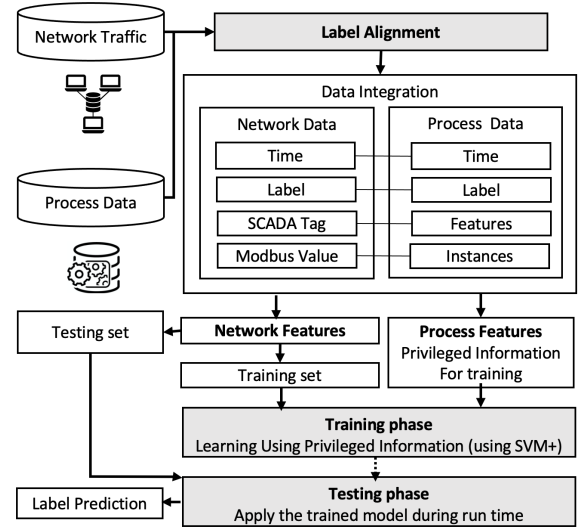 Network Traffic
Label Alignment
Data Integration
Network Data
Process Data
Time
Time
Label
Label
SCADA Tag
Features
Modbus Value
Instances
Process Data
Testing set
Network Features
Training set
Process Features
Privileged Information
For training
Training phase
Learning Using Privileged Information (using SVM+)
Testing phase
Apply the trained model during run time
Label Prediction